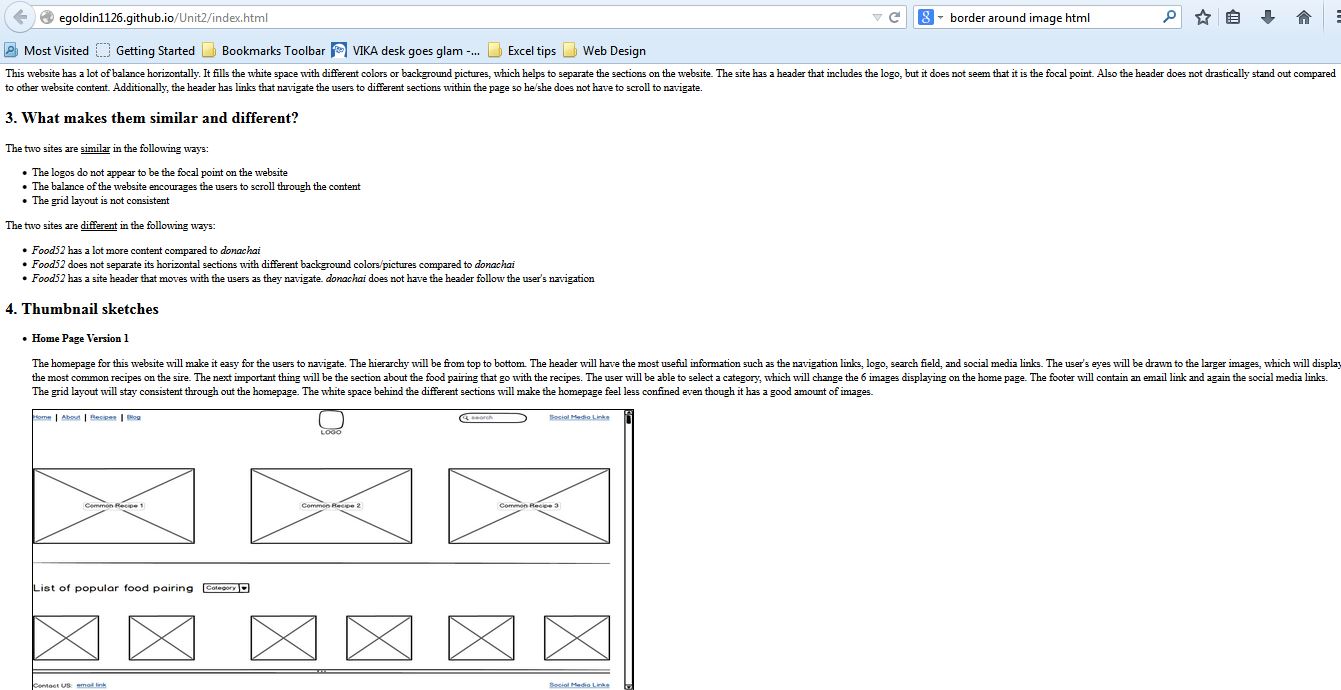 egoldin1126.github.io/Unit2/index.html
border around image html
Most Visited Getting Started Bookmarks Toolbar VIKA desk goes glam -... Excel tips Web Design
This website has a lot of balance horizontally. It fills the white space with different colors or background pictures, which helps to separate the sections on the website. The site has a header that includes the logo, but it does not seem that it is the focal point. Also the header does not drastically stand out compared
to other website content. Additionally, the header has links that navigate the users to different sections within the page so he/she does not have to scroll to navigate.
3. What makes them similar and different?
The two sites are similar in the following ways:
• The logos do not appear to be the focal point on the website
• The balance of the website encourages the users to scroll through the content
• The grid layout is not consistent
The two sites are different in the following ways:
• Food52 has a lot more content compared to donachai
• Food52 does not separate its horizontal sections with different background colors/pictures compared to donachai
• Food52 has a site header that moves with the users as they navigate. donachai does not have the header follow the user's navigation
4. Thumbnail sketches
• Home Page Version 1
The homepage for this website will make it easy for the users to navigate. The hierarchy will be from top to bottom. The header will have the most useful information such as the navigation links, logo, search field, and social media links. The user's eyes will be drawn to the larger images, which will display
the most common recipes on the sire. The next important thing will be the section about the food pairing that go with the recipes. The user will be able to select a category, which will change the 6 images displaying on the home page. The footer will contain an email link and again the social media links.
The grid layout will stay consistent through out the homepage. The white space behind the different sections will make the homepage feel less confined even though it has a good amount of images.
Home | About | Recipes | Blog search Social Media Links
LOGO
Common Recipe 1 Common Recipe 2 Common Recipe 3
List of popular food pairing Category
Contact US: email link Social Media Links